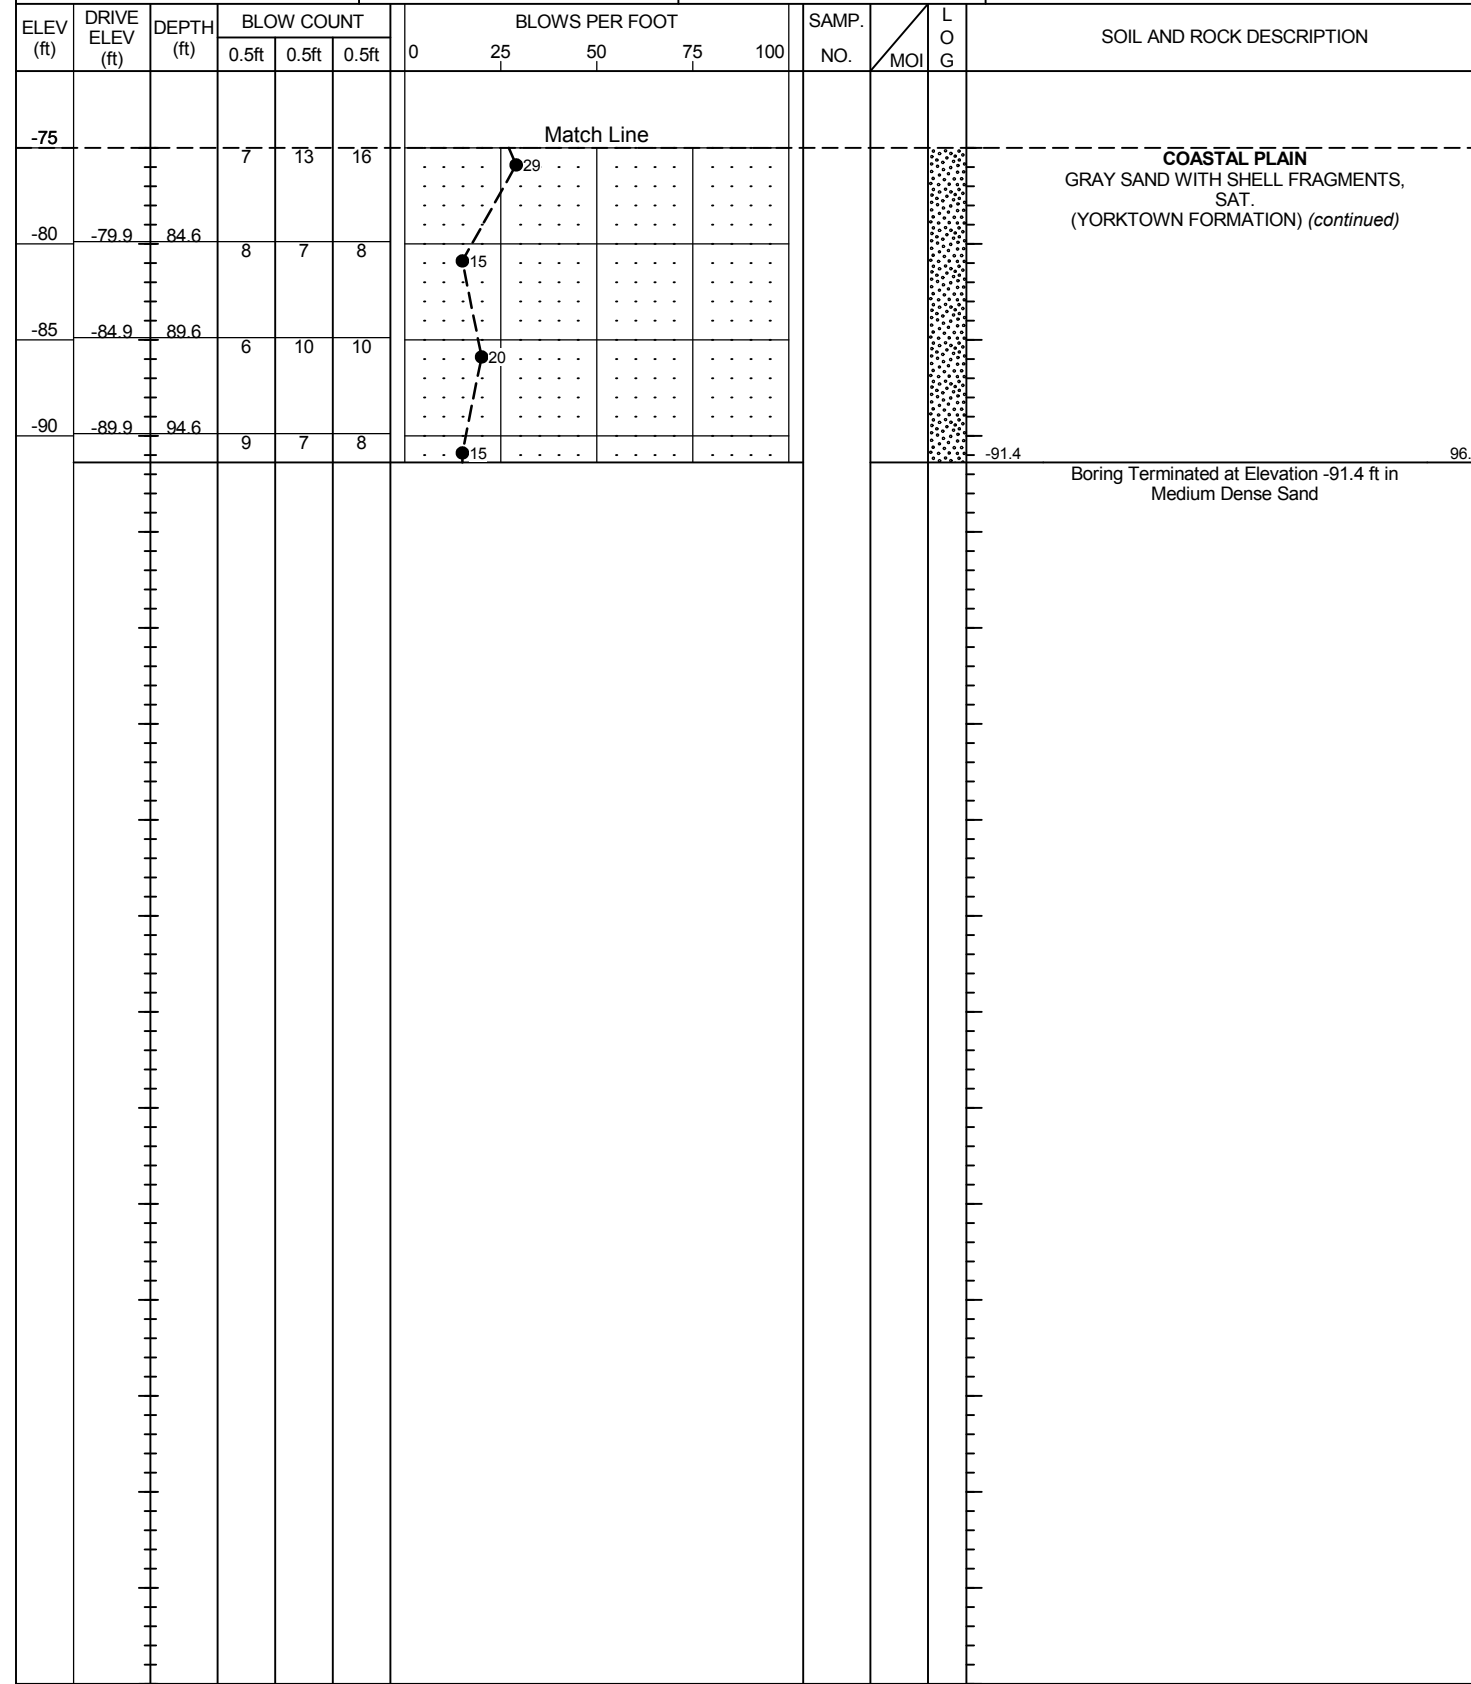 ELEV (ft) DRIVE ELEV (ft) DEPTH (ft) BLOW COUNT BLOWS PER FOOT SAMP. NO. MOI LOG SOIL AND ROCK DESCRIPTION
0.5ft 0.5ft 0.5ft 0 25 50 75 100
-75 Match Line
7 13 16 29 COASTAL PLAIN
GRAY SAND WITH SHELL FRAGMENTS,
SAT.
(YORKTOWN FORMATION) (continued)
-80 -79.9 84.6
8 7 8 15
-85 -84.9 89.6
6 10 10 20
-90 -89.9 94.6
9 7 8 15 -91.4 96.
Boring Terminated at Elevation -91.4 ft in
Medium Dense Sand